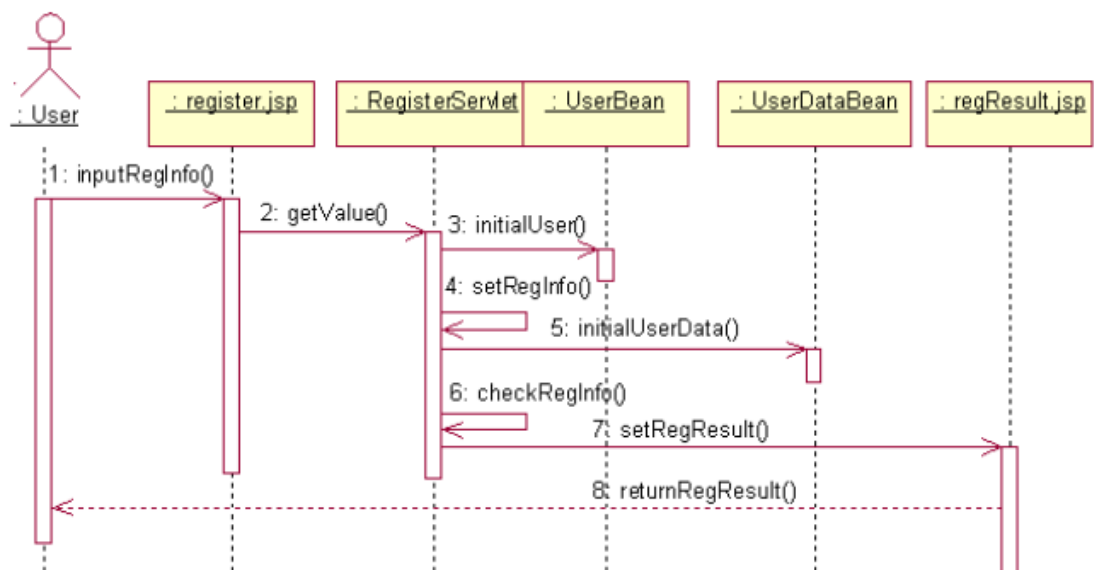 : User
: register.jsp
: RegisterServlet
: UserBean
: UserDataBean
: regResult.jsp
1: inputRegInfo()
2: getValue()
3: initialUser()
4: setRegInfo()
5: initialUserData()
6: checkRegInfo()
7: setRegResult()
8: returnRegResult()